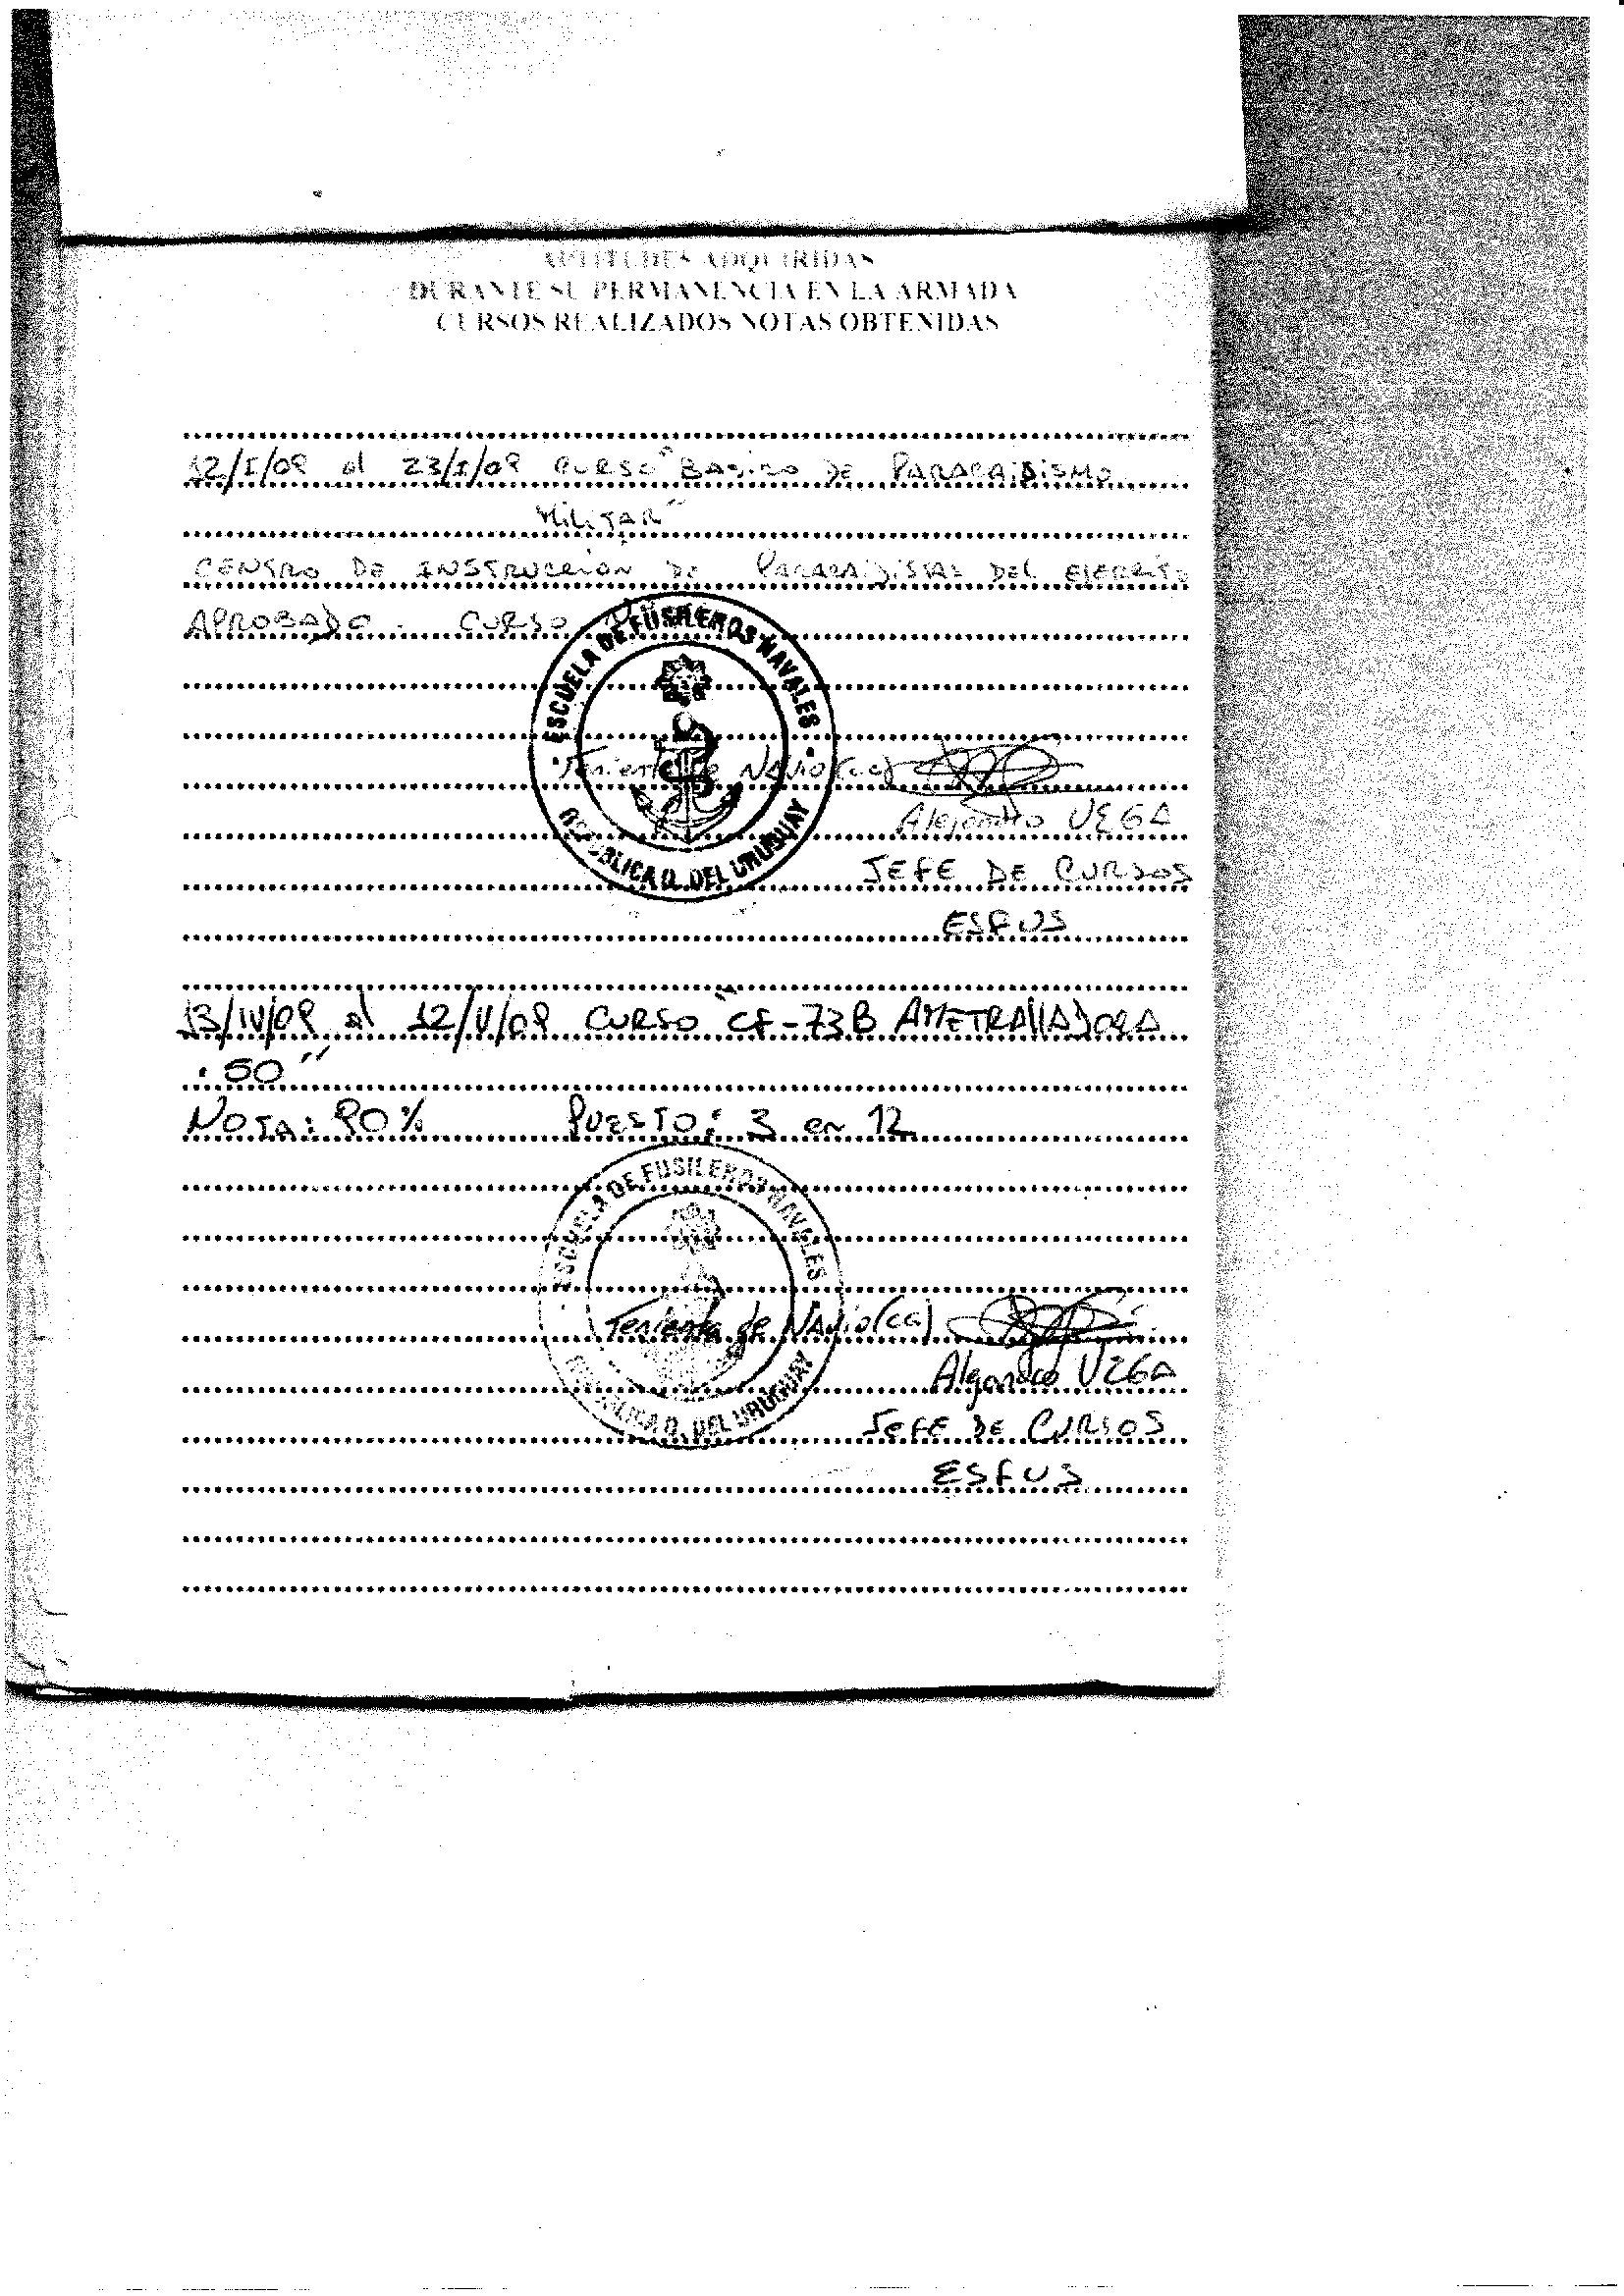 APTITUDES ADQUIRIDAS
DURANTE SU PERMANENCIA EN LA ARMADA
CURSOS REALIZADOS NOTAS OBTENIDAS
12/I/09 al 23/I/09 CURSO "BASICO DE PARACAIDISMO
MILITAR"
CENTRO DE INSTRUCCION DE PARACAIDISTAS DEL EJERCITO
APROBADO. CURSO
ESCUELA DE FUSILEROS NAVALES
REPUBLICA O. DEL URUGUAY
Teniente de Navio (CG)
Alejandro VEGA
JEFE DE CURSOS
ESFUS
13/IV/09 al 12/V/09 CURSO "CF-73B AMETRALLADORA
.50"
NOTA: 90% PUESTO: 3 en 12
ESCUELA DE FUSILEROS NAVALES
REPUBLICA O. DEL URUGUAY
Teniente de Navio (CG)
Alejandro VEGA
JEFE DE CURSOS
ESFUS